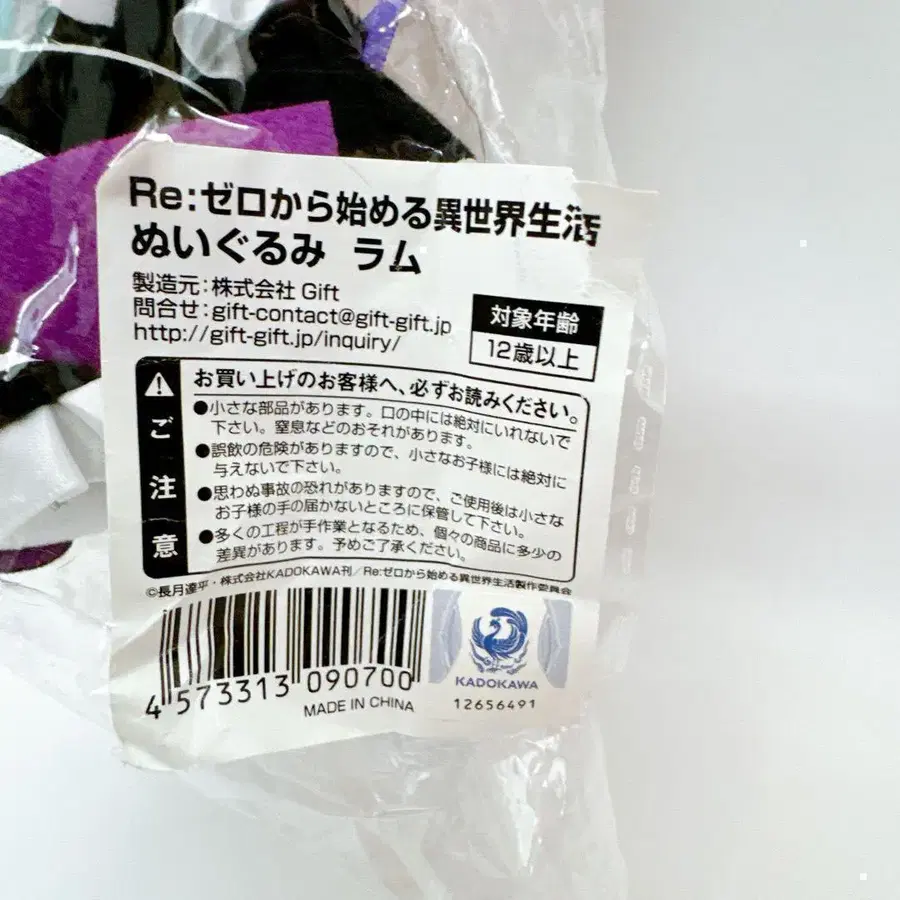 Re:ゼロから始める異世界生活
ぬいぐるみ ラム
製造元:株式会社 Gift
問合せ:gift-contact@gift-gift.jp
http://gift-gift.jp/inquiry/
対象年齢
12歳以上
ご注意
お買い上げのお客様へ、必ずお読みください。
●小さな部品があります。口の中には絶対にいれないで
下さい。窒息などのおそれがあります。
●誤飲の危険がありますので、小さなお子様には絶対に
与えないで下さい。
●思わぬ事故の恐れがありますので、ご使用後は小さな
お子様の手の届かないところに保管して下さい。
●多くの工程が手作業となるため、個々の商品に多少の
差異があります。予めご了承ください。
©長月達平・株式会社KADOKAWA刊/Re:ゼロから始める異世界生活製作委員会
4 573313 090700
MADE IN CHINA
KADOKAWA
12656491